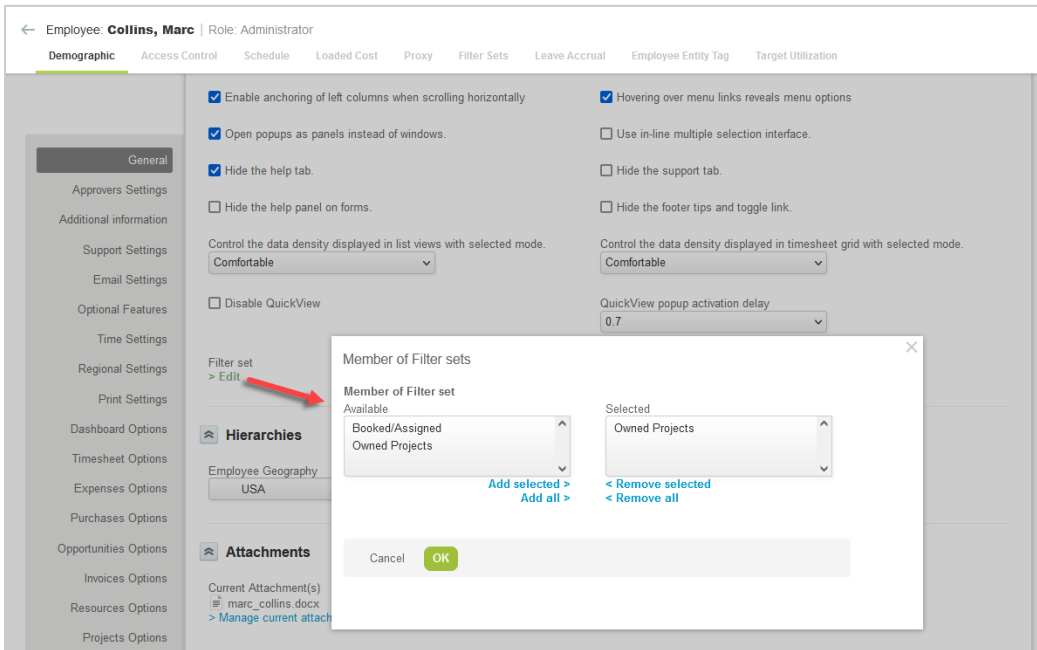 ← Employee: Collins, Marc | Role: Administrator
Demographic Access Control Schedule Loaded Cost Proxy Filter Sets Leave Accrual Employee Entity Tag Target Utilization
Enable anchoring of left columns when scrolling horizontally
Hovering over menu links reveals menu options
Open popups as panels instead of windows.
Use in-line multiple selection interface.
Hide the help tab.
Hide the support tab.
Hide the help panel on forms.
Hide the footer tips and toggle link.
Control the data density displayed in list views with selected mode.
Comfortable
Control the data density displayed in timesheet grid with selected mode.
Comfortable
Disable QuickView
QuickView popup activation delay
0.7
Filter set
> Edit
Hierarchies
Employee Geography
USA
Attachments
Current Attachment(s)
marc_collins.docx
> Manage current attach
General
Approvers Settings
Additional information
Support Settings
Email Settings
Optional Features
Time Settings
Regional Settings
Print Settings
Dashboard Options
Timesheet Options
Expenses Options
Purchases Options
Opportunities Options
Invoices Options
Resources Options
Projects Options
Member of Filter sets
Member of Filter set
Available
Booked/Assigned
Owned Projects
Add selected >
Add all >
Selected
Owned Projects
< Remove selected
< Remove all
Cancel
OK